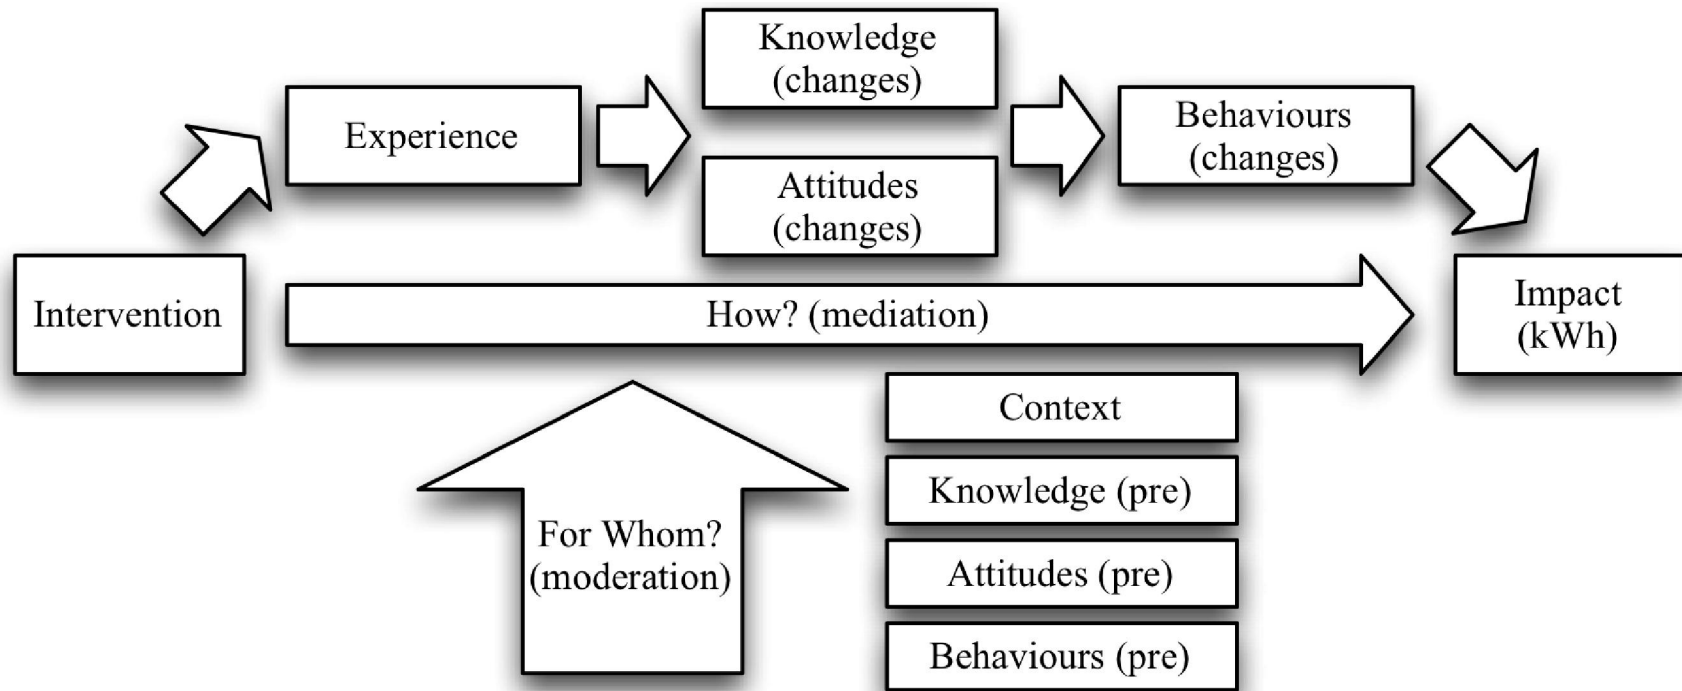 Knowledge
(changes)
Experience
Behaviours
(changes)
Attitudes
(changes)
Intervention
How? (mediation)
Impact
(kWh)
Context
Knowledge (pre)
For Whom?
(moderation)
Attitudes (pre)
Behaviours (pre)